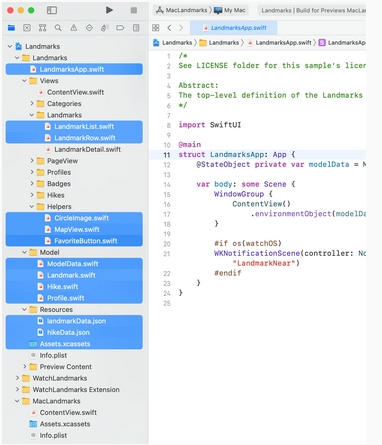 MacLandmarks
My Mac
Landmarks | Build for Previews MacLan
LandmarksApp.swift
Landmarks
Landmarks
LandmarksApp.swift
Landmarks
Landmarks
LandmarksApp.swift
Views
ContentView.swift
Categories
Landmarks
LandmarkList.swift
LandmarkRow.swift
LandmarkDetail.swift
PageView
Profiles
Badges
Hikes
Helpers
CircleImage.swift
MapView.swift
FavoriteButton.swift
Model
ModelData.swift
Landmark.swift
Hike.swift
Profile.swift
Resources
landmarkData.json
hikeData.json
Assets.xcassets
Info.plist
Preview Content
WatchLandmarks
WatchLandmarks Extension
MacLandmarks
ContentView.swift
Assets.xcassets
Info.plist
1 /*
2 See LICENSE folder for this sample's licen
3
4 Abstract:
5 The top-level definition of the Landmarks
6 */
7
8 import SwiftUI
9
10 @main
11 struct LandmarksApp: App {
12 @StateObject private var modelData = M
13
14 var body: some Scene {
15 WindowGroup {
16 ContentView()
17 .environmentObject(modelDa
18 }
19
20 #if os(watchOS)
21 WKNotificationScene(controller: No
"LandmarkNear")
22 #endif
23 }
24 }
25